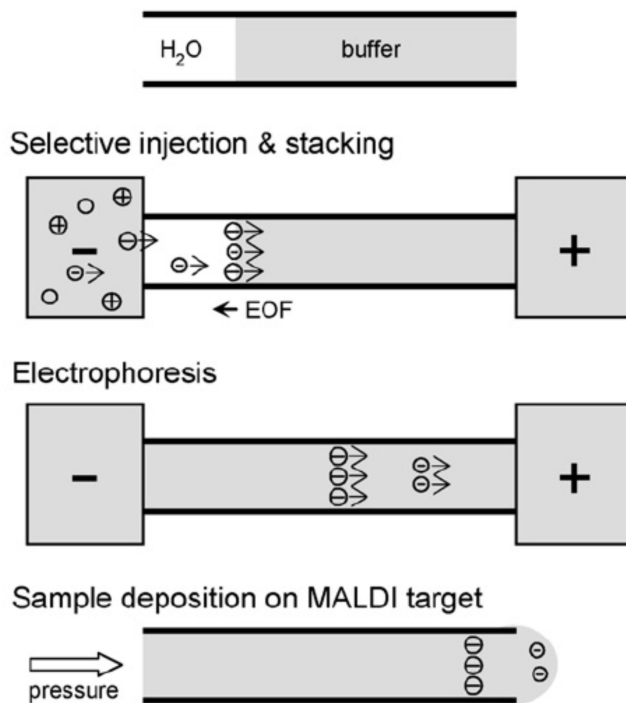 H₂O buffer
Selective injection & stacking
- +
← EOF
Electrophoresis
- +
Sample deposition on MALDI target
pressure